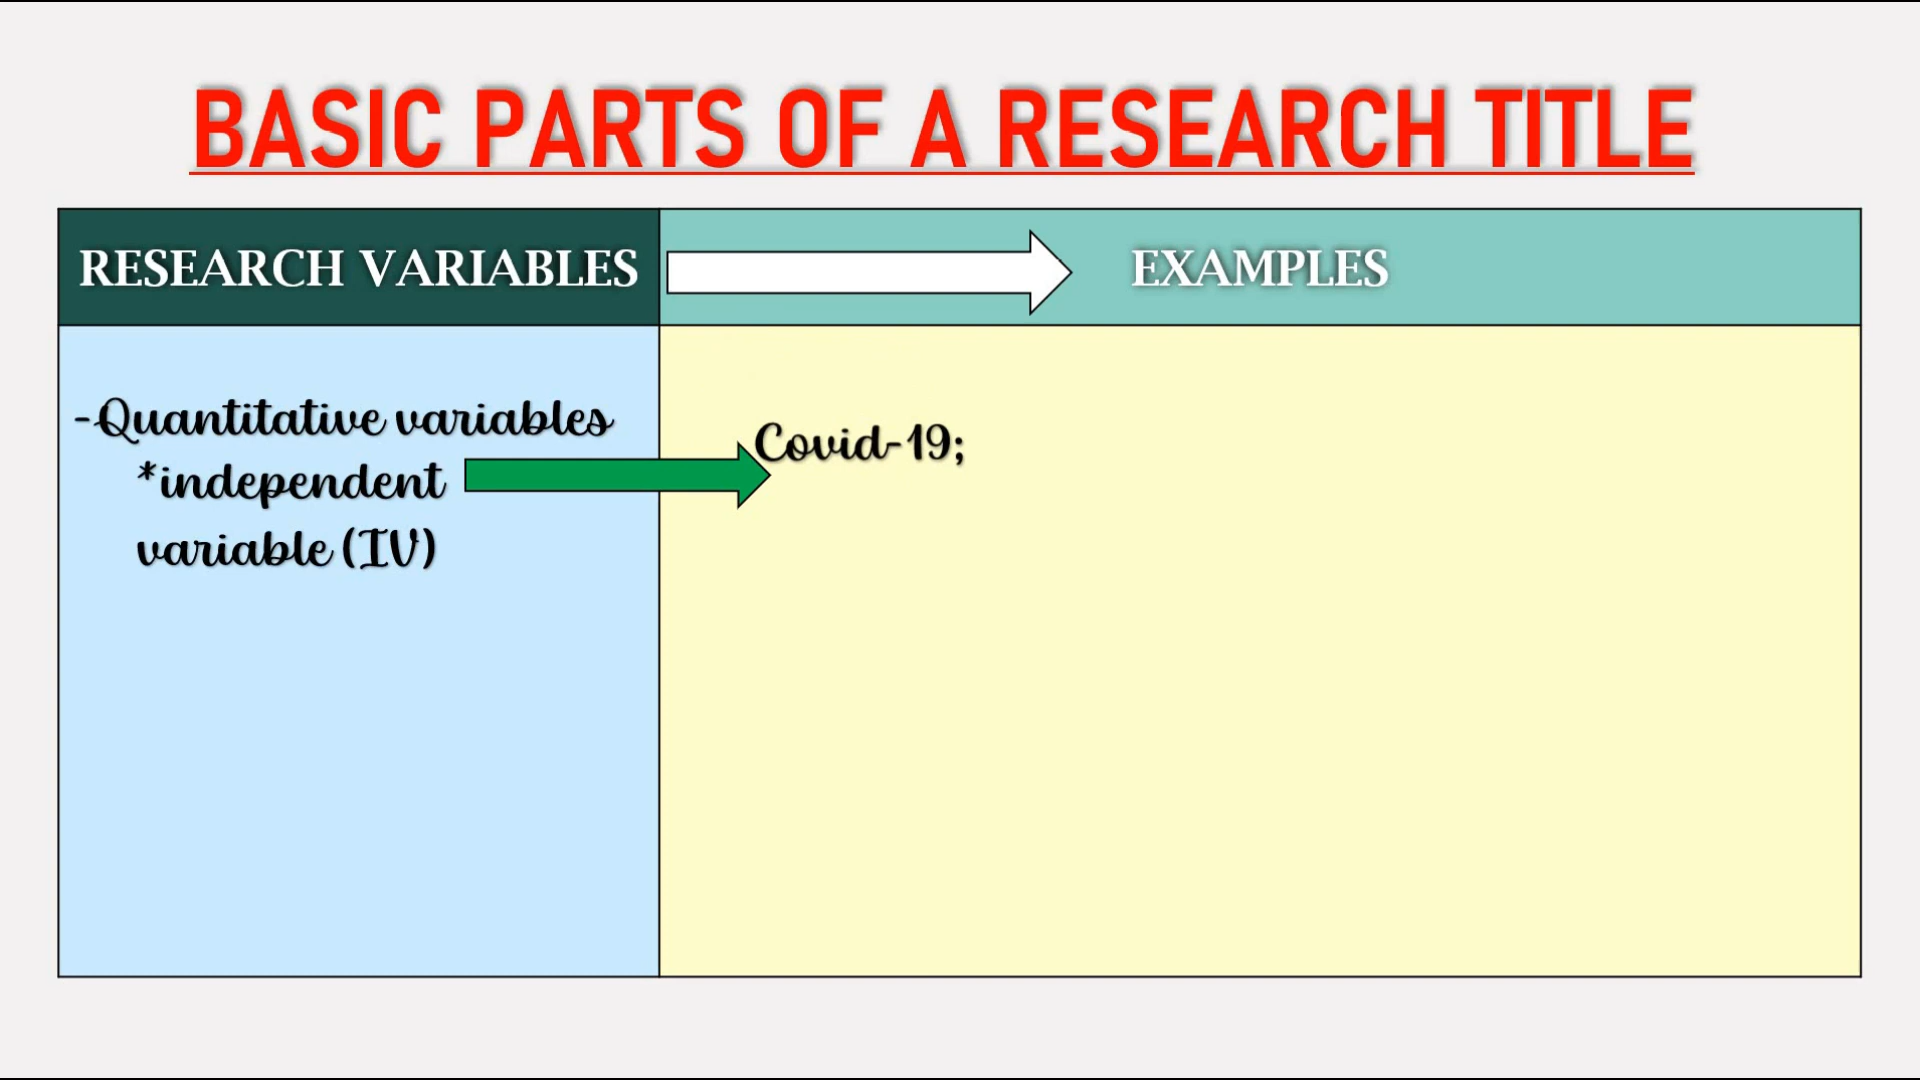 BASIC PARTS OF A RESEARCH TITLE
RESEARCH VARIABLES
EXAMPLES
-Quantitative variables
*independent
variable (IV)
Covid-19;